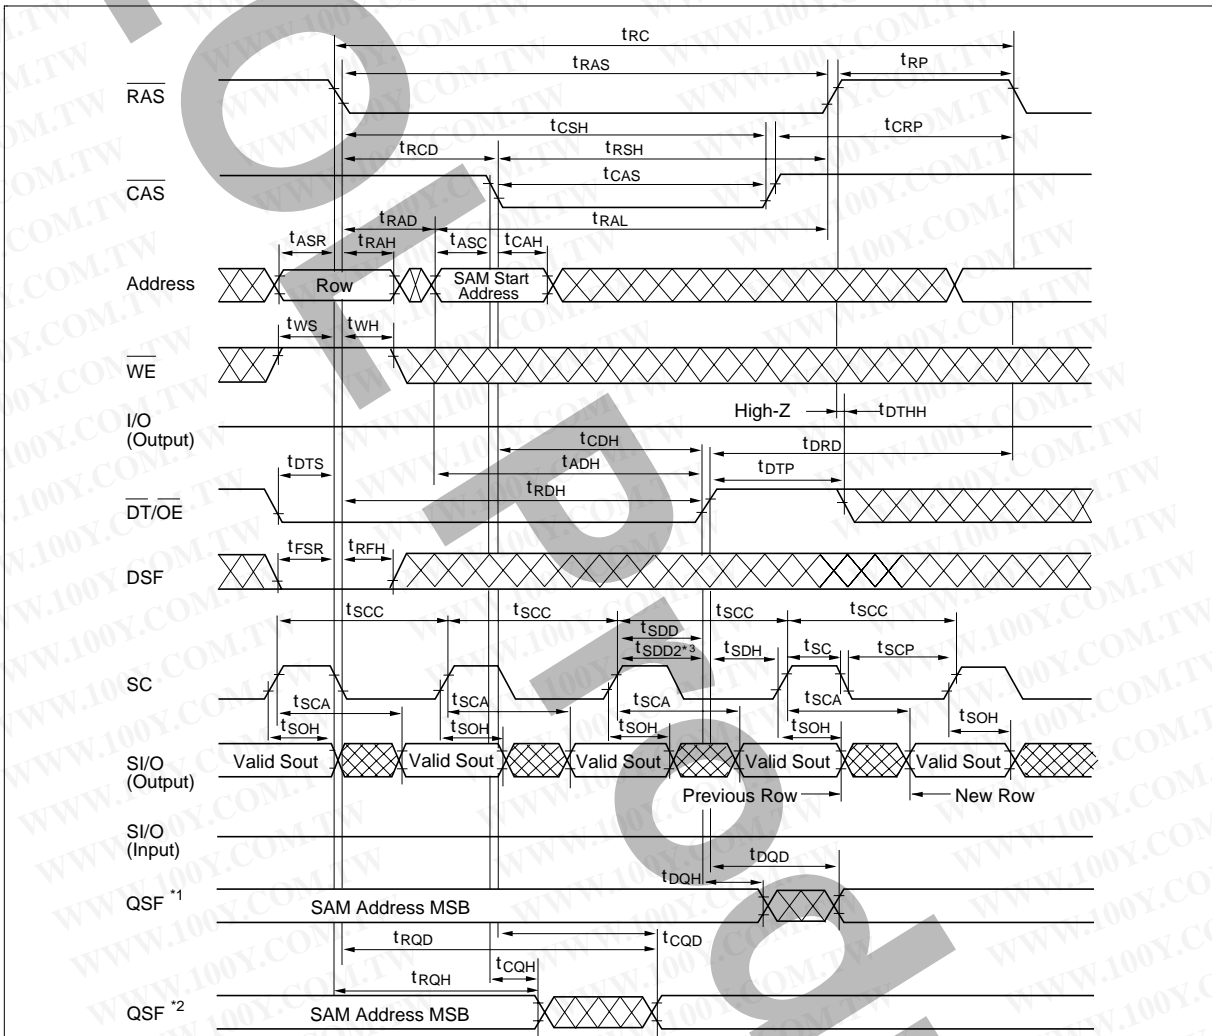 tRC
tRAS
tRP
RAS
tCSH
tCRP
tRCD
tRSH
CAS
tCAS
tRAD
tRAL
tASR
tRAH
tASC
tCAH
Address
Row
SAM Start
Address
tWS
tWH
WE
I/O
(Output)
High-Z
tDTHH
tCDH
tDRD
tDTS
tADH
tDTP
tRDH
DT/OE
tFSR
tRFH
DSF
tSCC
tSCC
tSCC
tSCC
tSDD
tSDD2*3
tSDH
tSC
tSCP
SC
tSCA
tSCA
tSCA
tSCA
tSOH
tSOH
tSOH
tSOH
tSOH
SI/O
(Output)
Valid Sout
Valid Sout
Valid Sout
Valid Sout
Valid Sout
Previous Row
New Row
SI/O
(Input)
tDQD
tDQH
QSF *1
SAM Address MSB
tRQD
tCQD
tCQH
tRQH
QSF *2
SAM Address MSB
WWW.100Y.COM.TW